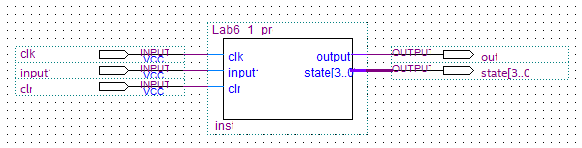 Lab6_1_pr
clk INPUT VCC clk output OUTPUT out
input INPUT VCC input state[3..0 OUTPUT state[3..0
clr INPUT VCC clr
inst